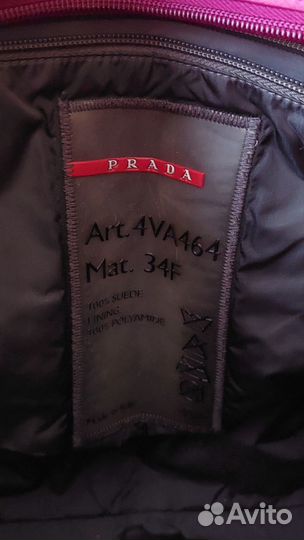 PRADA
Art. 4VA464
Mat. 34F
100% SUEDE
LINING
100% POLYAMIDE
Avito